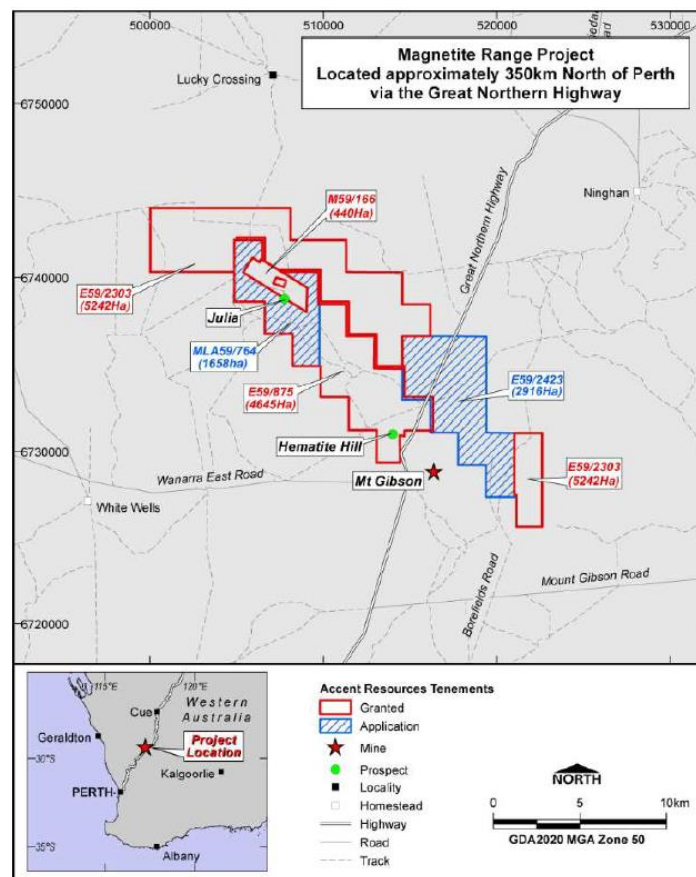 500000
510000
520000
530000
Magnetite Range Project
Located approximately 350km North of Perth
via the Great Northern Highway
Lucky Crossing
6750000
Great Northern Highway
Ninghan
M59/166
(440Ha)
6740000
E59/2303
(5242Ha)
Julia
MLA59/764
(1658ha)
E59/875
(4645Ha)
E59/2423
(2916Ha)
Hematite Hill
6730000
Wanarra East Road
Mt Gibson
E59/2303
(5242Ha)
White Wells
Mount Gibson Road
Borefields Road
6720000
115°E
120°E
Western
Australia
Cue
Geraldton
Project
Location
30°S
Kalgoorlie
PERTH
35°S
Albany
Accent Resources Tenements
Granted
Application
Mine
Prospect
Locality
Homestead
Highway
Road
Track
NORTH
0
5
10km
GDA2020 MGA Zone 50